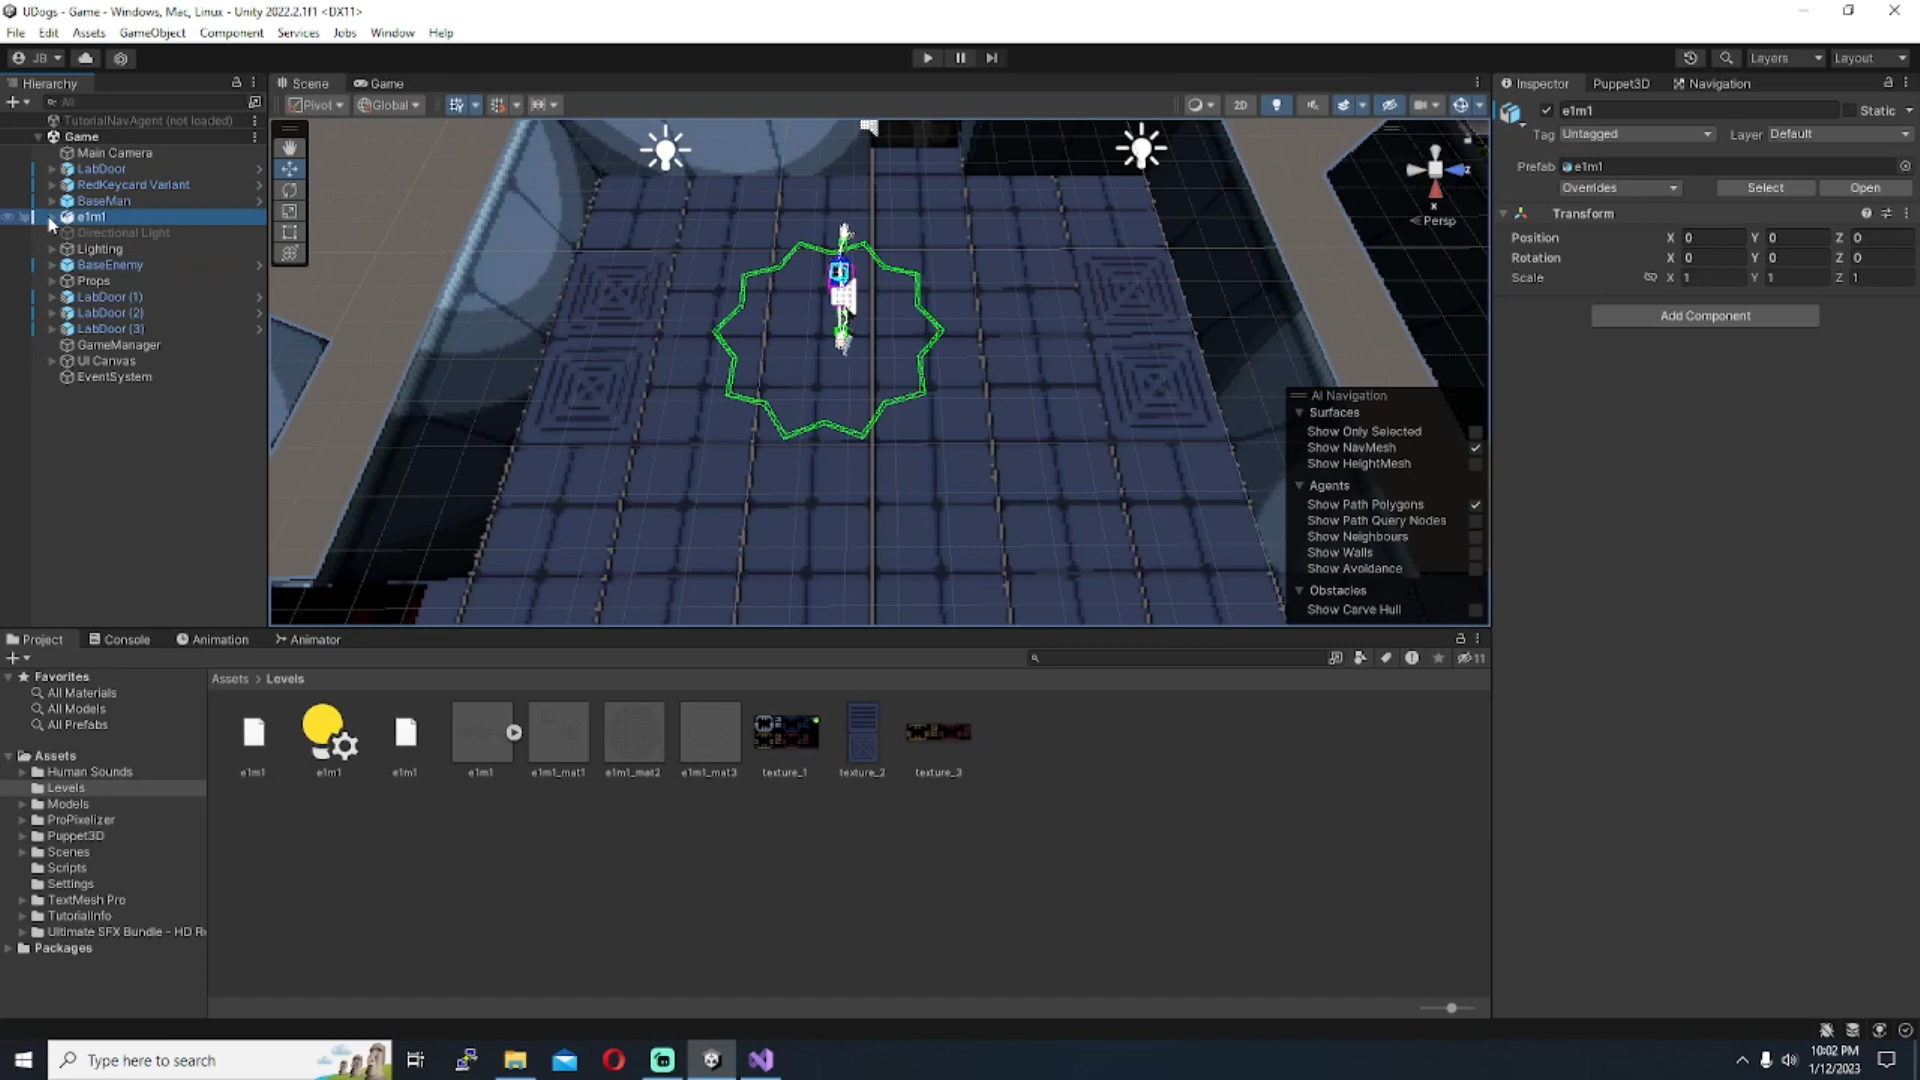 UDogs - Game - Windows, Mac, Linux - Unity 2022.2.1f1 <DX11>
File Edit Assets GameObject Component Services Jobs Window Help
JB
Layers Layout
Hierarchy
All
TutorialNavAgent (not loaded)
Game
Main Camera
LabDoor
RedKeycard Variant
BaseMan
e1m1
Directional Light
Lighting
BaseEnemy
Props
LabDoor (1)
LabDoor (2)
LabDoor (3)
GameManager
UI Canvas
EventSystem
Scene Game
Pivot Global 2D
Persp
x
z
AI Navigation
Surfaces
Show Only Selected
Show NavMesh
Show HeightMesh
Agents
Show Path Polygons
Show Path Query Nodes
Show Neighbours
Show Walls
Show Avoidance
Obstacles
Show Carve Hull
Inspector Puppet3D Navigation
e1m1 Static
Tag Untagged Layer Default
Prefab e1m1
Overrides Select Open
Transform
Position X 0 Y 0 Z 0
Rotation X 0 Y 0 Z 0
Scale X 1 Y 1 Z 1
Add Component
Project Console Animation Animator
11
Favorites
All Materials
All Models
All Prefabs
Assets
Human Sounds
Levels
Models
ProPixelizer
Puppet3D
Scenes
Scripts
Settings
TextMesh Pro
TutorialInfo
Ultimate SFX Bundle - HD Re
Packages
Assets > Levels
e1m1 e1m1 e1m1 e1m1 e1m1_mat1 e1m1_mat2 e1m1_mat3 texture_1 texture_2 texture_3
Type here to search
10:02 PM
1/12/2023